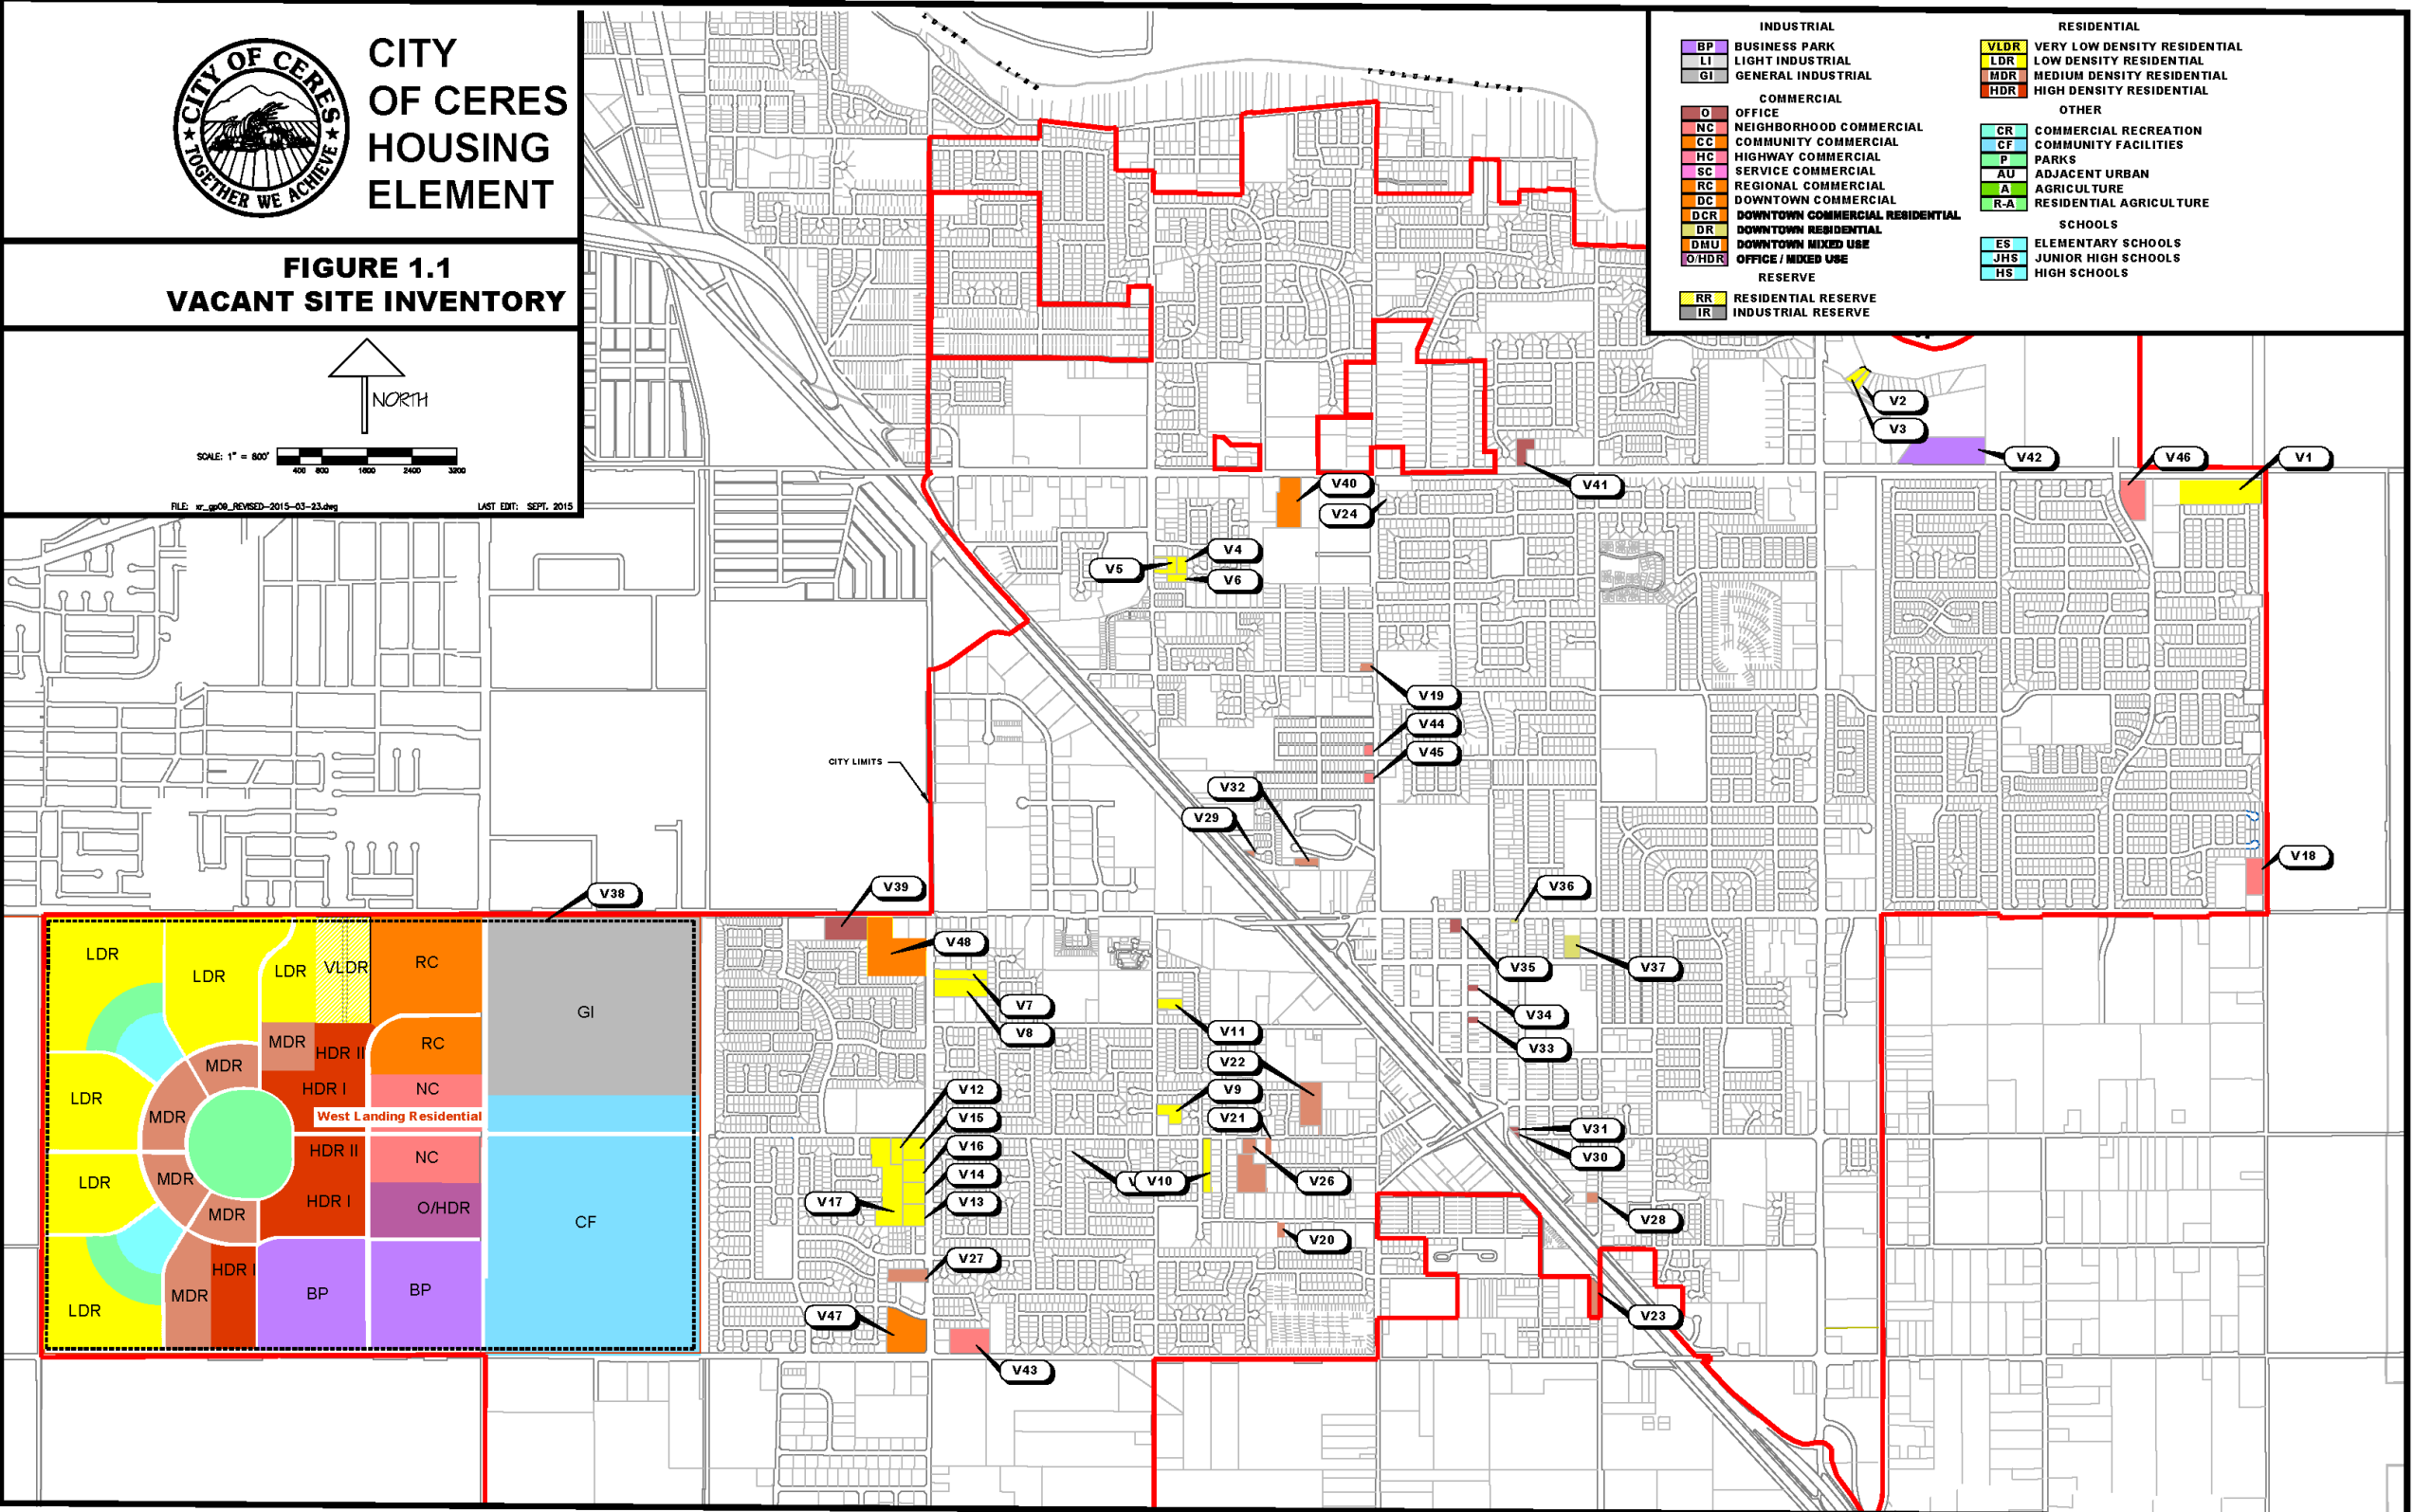 CITY OF CERES
TOGETHER WE ACHIEVE
CITY
OF CERES
HOUSING
ELEMENT
FIGURE 1.1
VACANT SITE INVENTORY
NORTH
SCALE: 1" = 800'
400 800 1600 2400 3200
FILE: xr_gp09_REVISED-2015-03-23.dwg
LAST EDIT: SEPT. 2015
INDUSTRIAL
BP BUSINESS PARK
LI LIGHT INDUSTRIAL
GI GENERAL INDUSTRIAL
COMMERCIAL
O OFFICE
NC NEIGHBORHOOD COMMERCIAL
CC COMMUNITY COMMERCIAL
HC HIGHWAY COMMERCIAL
SC SERVICE COMMERCIAL
RC REGIONAL COMMERCIAL
DC DOWNTOWN COMMERCIAL
DCR DOWNTOWN COMMERCIAL RESIDENTIAL
DR DOWNTOWN RESIDENTIAL
DMU DOWNTOWN MIXED USE
O/HDR OFFICE / MIXED USE
RESERVE
RR RESIDENTIAL RESERVE
IR INDUSTRIAL RESERVE
RESIDENTIAL
VLDR VERY LOW DENSITY RESIDENTIAL
LDR LOW DENSITY RESIDENTIAL
MDR MEDIUM DENSITY RESIDENTIAL
HDR HIGH DENSITY RESIDENTIAL
OTHER
CR COMMERCIAL RECREATION
CF COMMUNITY FACILITIES
P PARKS
AU ADJACENT URBAN
A AGRICULTURE
R-A RESIDENTIAL AGRICULTURE
SCHOOLS
ES ELEMENTARY SCHOOLS
JHS JUNIOR HIGH SCHOOLS
HS HIGH SCHOOLS
RIVER
TUOLUMNE RIVER
V2
V3
V42
V46
V1
V41
V40
V24
V4
V5
V6
V19
V44
V45
V32
V29
CITY LIMITS
V18
V38
V39
V36
V48
V35
V37
V7
V8
V11
V34
V33
V22
V12
V9
V15
V21
V16
V31
V30
V14
V10
V26
V17
V13
V28
V20
V27
V47
V23
V43
LDR
LDR
LDR
VLDR
RC
GI
MDR
HDR II
RC
MDR
HDR I
NC
LDR
MDR
West Landing Residential
HDR II
NC
LDR
MDR
HDR I
O/HDR
MDR
CF
HDR I
MDR
BP
BP
LDR